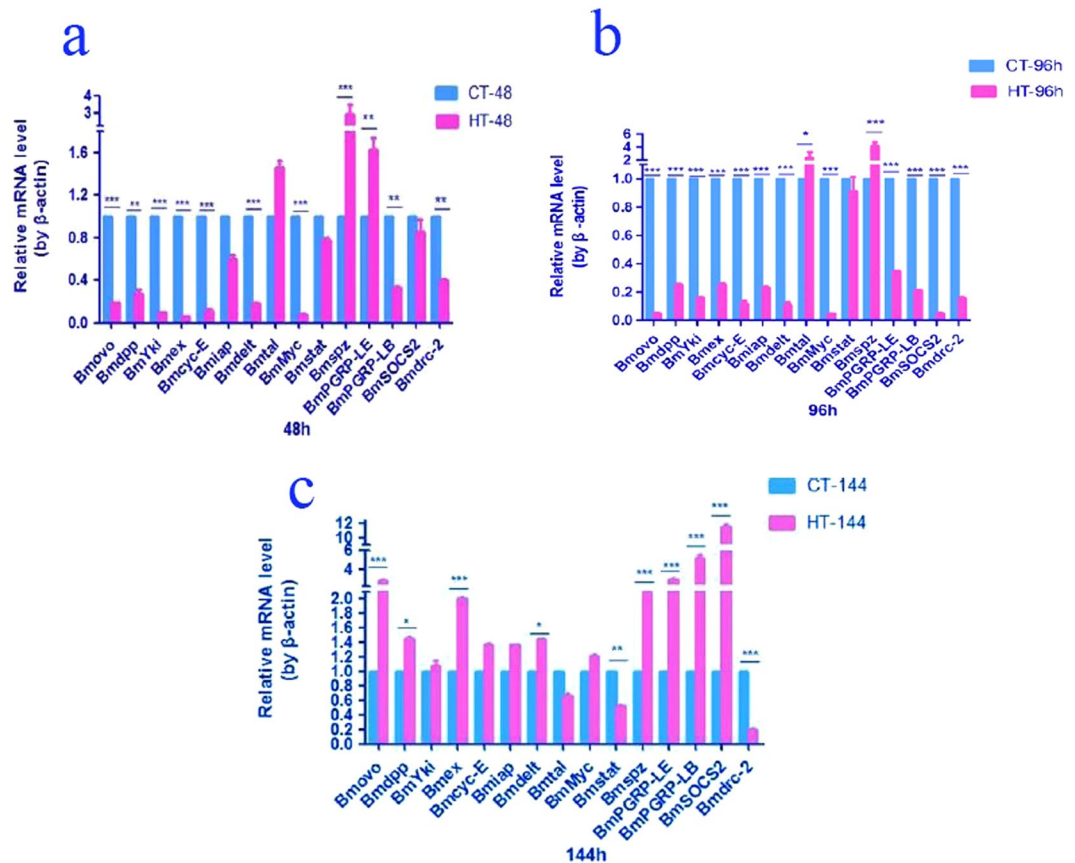 a
CT-48
HT-48
Relative mRNA level
(by β-actin)
4
3
2
1.6
1.2
0.8
0.4
0.0
*** ** *** *** *** *** *** *** ** ** **
Bmovo
Bmdpp
BmYki
Bmex
Bmcyc-E
Bmiap
Bmdelt
Bmtal
BmMyc
Bmstat
Bmspz
BmPGRP-LE
BmPGRP-LB
BmSOCS2
Bmdrc-2
48h
b
CT-96h
HT-96h
Relative mRNA level
(by β -actin)
6
4
2
1.0
0.8
0.6
0.4
0.2
0.0
*** *** *** *** *** *** *** * *** *** *** *** *** ***
Bmovo
Bmdpp
BmYki
Bmex
Bmcyc-E
Bmiap
Bmdelt
Bmtal
BmMyc
Bmstat
Bmspz
BmPGRP-LE
BmPGRP-LB
BmSOCS2
Bmdrc-2
96h
c
CT-144
HT-144
Relative mRNA level
(by β-actin)
12
10
6
4
2.0
1.8
1.4
1.2
1.0
0.8
0.6
0.4
0.2
0.0
*** * *** * ** *** *** *** *** ***
Bmovo
Bmdpp
BmYki
Bmex
Bmcyc-E
Bmiap
Bmdelt
Bmtal
BmMyc
Bmstat
Bmspz
BmPGRP-LE
BmPGRP-LB
BmSOCS2
Bmdrc-2
144h